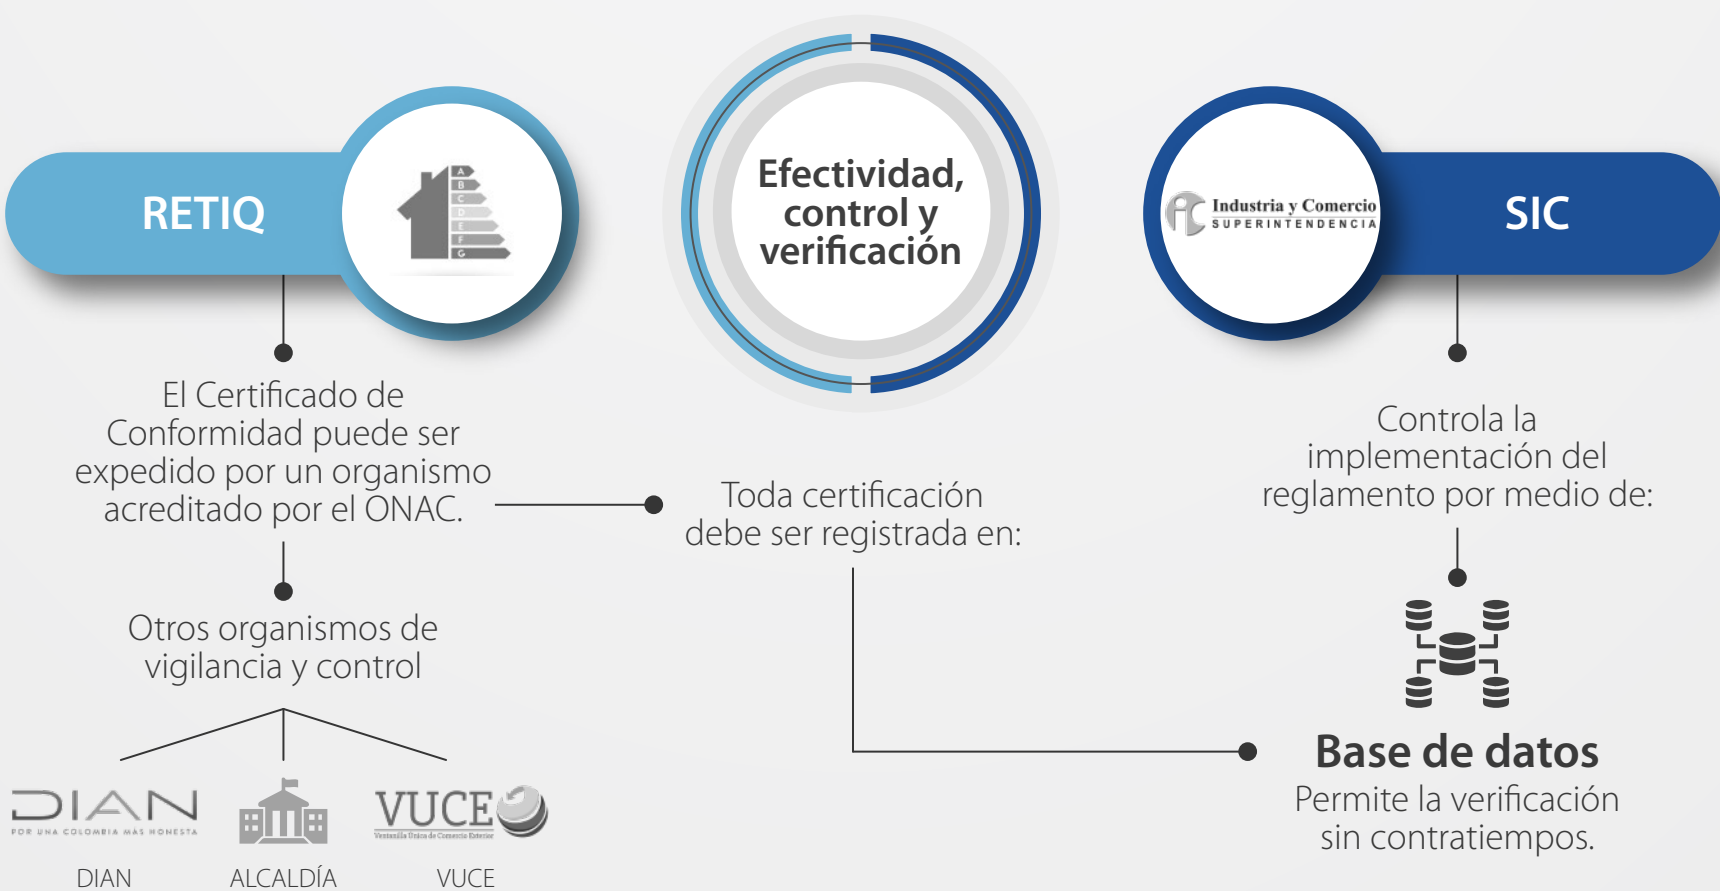 RETIQ
A
B
C
D
E
F
G
Efectividad,
control y
verificación
Industria y Comercio
SUPERINTENDENCIA
SIC
El Certificado de
Conformidad puede ser
expedido por un organismo
acreditado por el ONAC.
Toda certificación
debe ser registrada en:
Controla la
implementación del
reglamento por medio de:
Otros organismos de
vigilancia y control
Base de datos
Permite la verificación
sin contratiempos.
DIAN
POR UNA COLOMBIA MÁS HONESTA
VUCE
Ventanilla Única de Comercio Exterior
DIAN
ALCALDÍA
VUCE